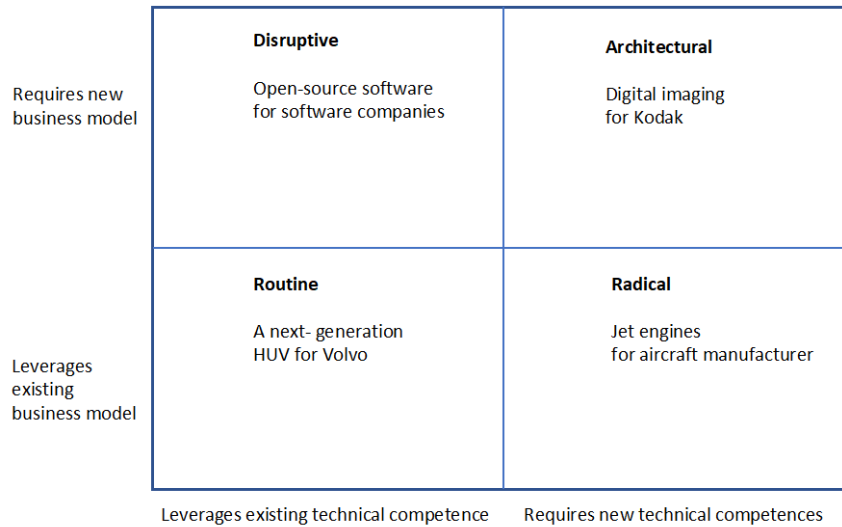 Disruptive
Architectural
Requires new
business model
Open-source software
for software companies
Digital imaging
for Kodak
Routine
Radical
A next- generation
HUV for Volvo
Jet engines
for aircraft manufacturer
Leverages
existing
business model
Leverages existing technical competence
Requires new technical competences